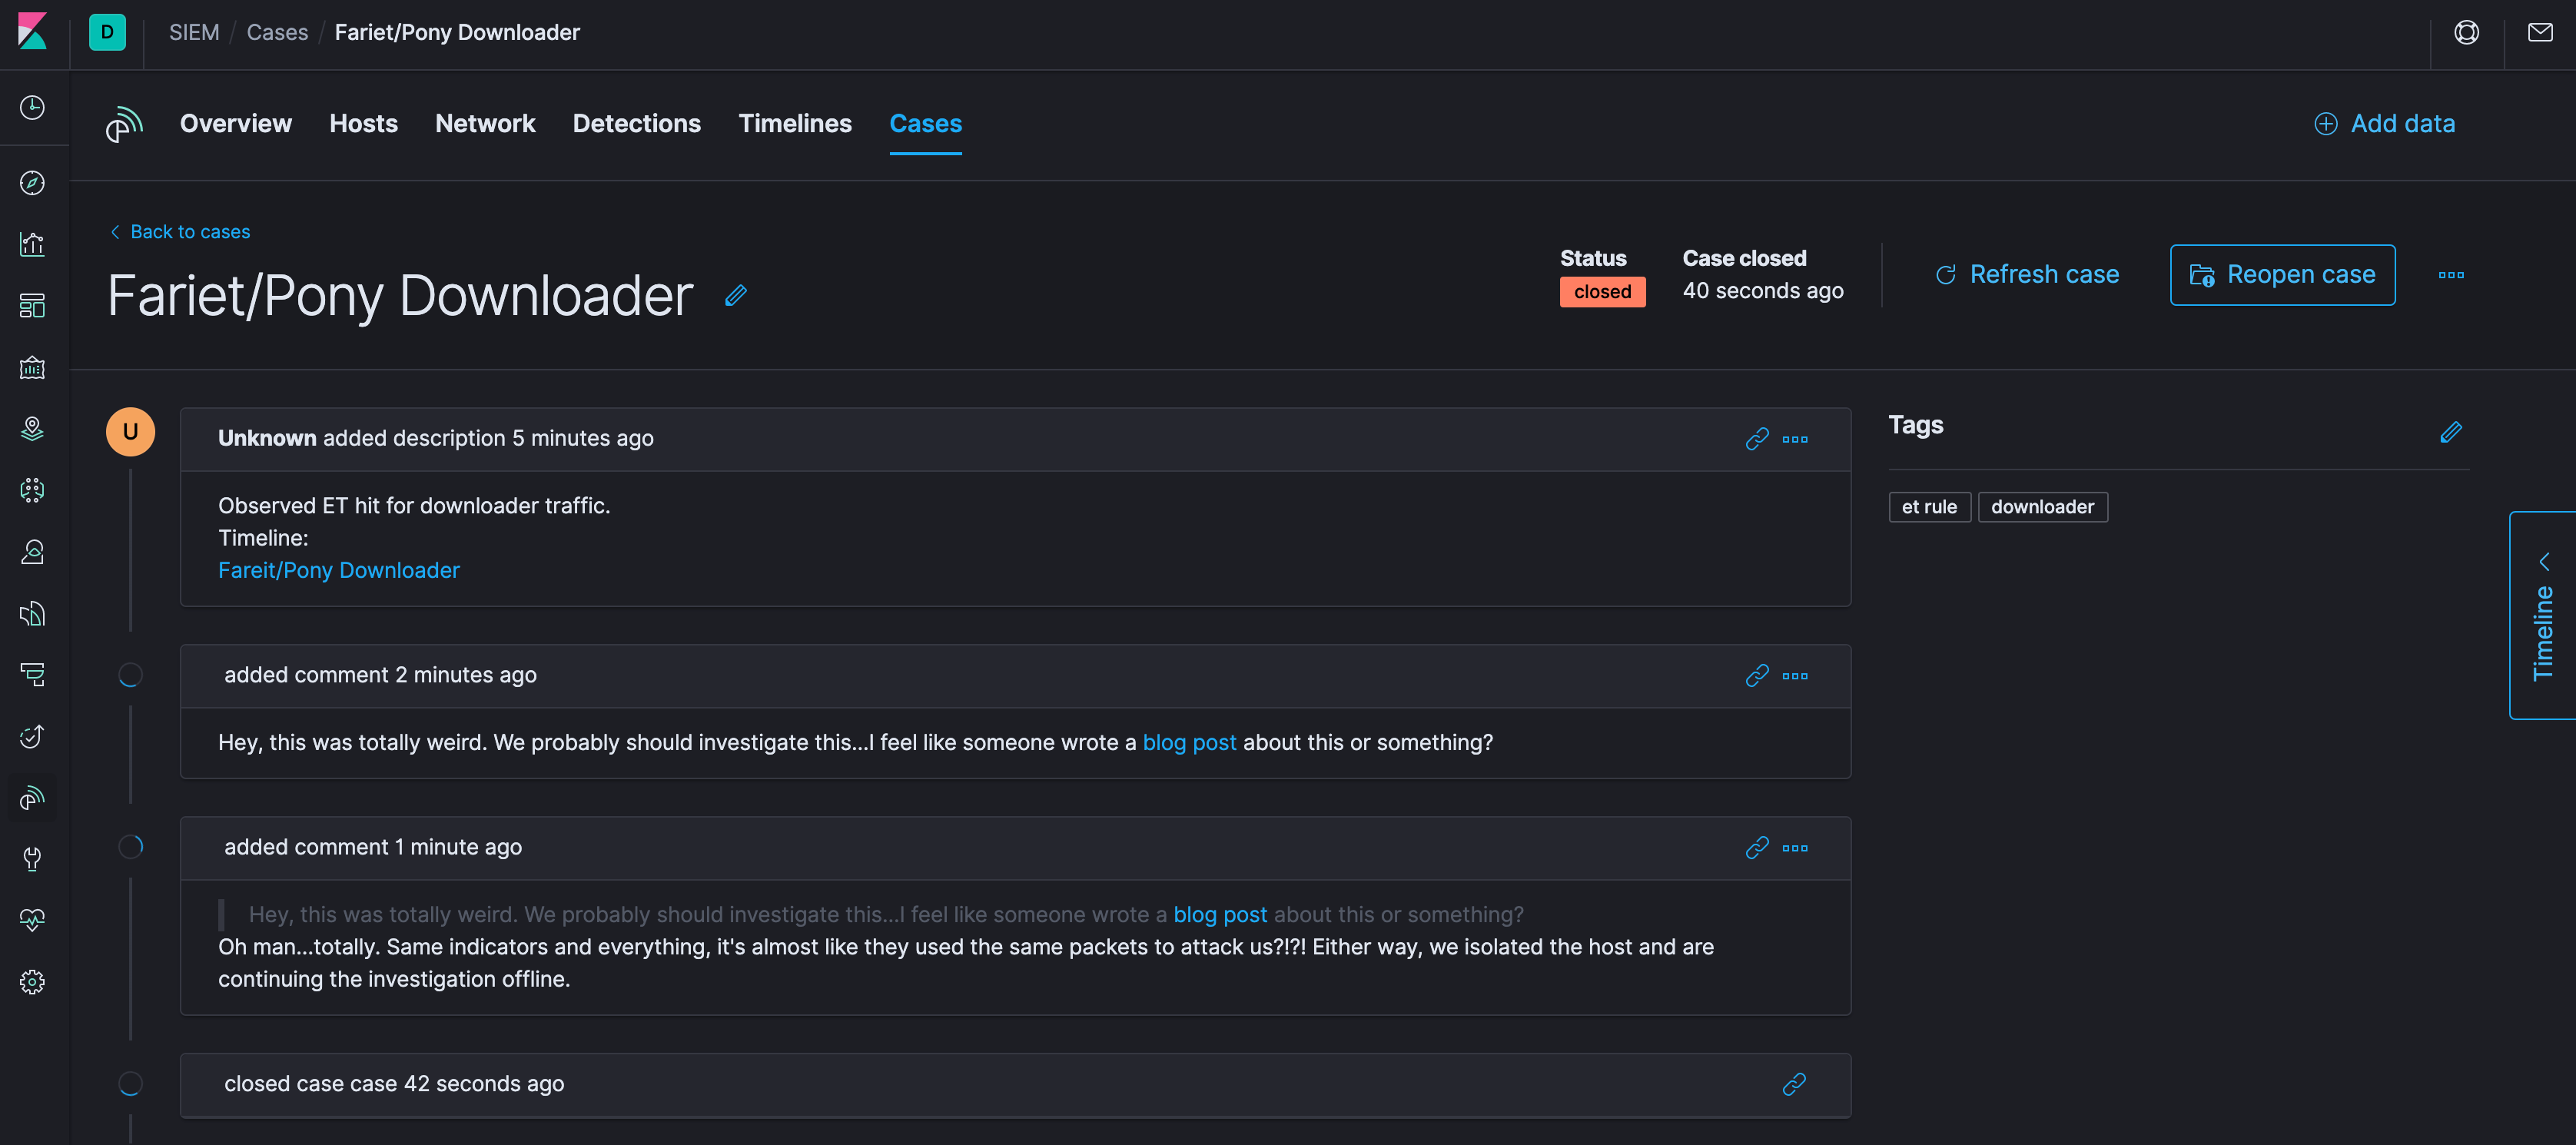 D SIEM / Cases / Fariet/Pony Downloader
Overview Hosts Network Detections Timelines Cases Add data
Back to cases
Fariet/Pony Downloader
Status
closed
Case closed
40 seconds ago
Refresh case
Reopen case
U
Unknown added description 5 minutes ago
Observed ET hit for downloader traffic.
Timeline:
Fareit/Pony Downloader
added comment 2 minutes ago
Hey, this was totally weird. We probably should investigate this...I feel like someone wrote a blog post about this or something?
added comment 1 minute ago
Hey, this was totally weird. We probably should investigate this...I feel like someone wrote a blog post about this or something?
Oh man...totally. Same indicators and everything, it's almost like they used the same packets to attack us?!?! Either way, we isolated the host and are
continuing the investigation offline.
closed case case 42 seconds ago
Tags
et rule downloader
Timeline